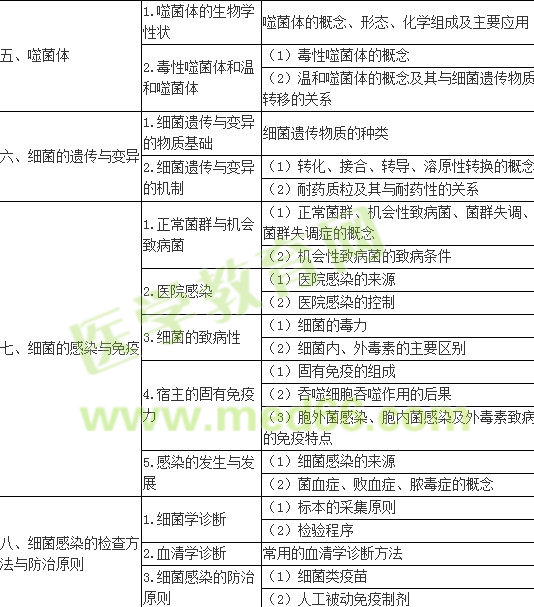 五、噬菌体
1.噬菌体的生物学
性状
噬菌体的概念、形态、化学组成及主要应用
2.毒性噬菌体和温
和噬菌体
（1）毒性噬菌体的概念
（2）温和噬菌体的概念及其与细菌遗传物质
转移的关系
六、细菌的遗传与变异
1.细菌遗传与变异
的物质基础
细菌遗传物质的种类
2.细菌遗传与变异
的机制
（1）转化、接合、转导、溶原性转换的概念
（2）耐药质粒及其与耐药性的关系
七、细菌的感染与免疫
1.正常菌群与机会
致病菌
（1）正常菌群、机会性致病菌、菌群失调、
菌群失调症的概念
（2）机会性致病菌的致病条件
2.医院感染
（1）医院感染的来源
（2）医院感染的控制
3.细菌的致病性
（1）细菌的毒力
（2）细菌内、外毒素的主要区别
4.宿主的固有免疫
力
（1）固有免疫的组成
（2）吞噬细胞吞噬作用的后果
（3）胞外菌感染、胞内菌感染及外毒素致病
的免疫特点
5.感染的发生与发
展
（1）细菌感染的来源
（2）菌血症、败血症、脓毒症的概念
八、细菌感染的检查方
法与防治原则
1.细菌学诊断
（1）标本的采集原则
（2）检验程序
2.血清学诊断
常用的血清学诊断方法
3.细菌感染的防治
原则
（1）细菌类疫苗
（2）人工被动免疫制剂
医学教育网
www.med66.com